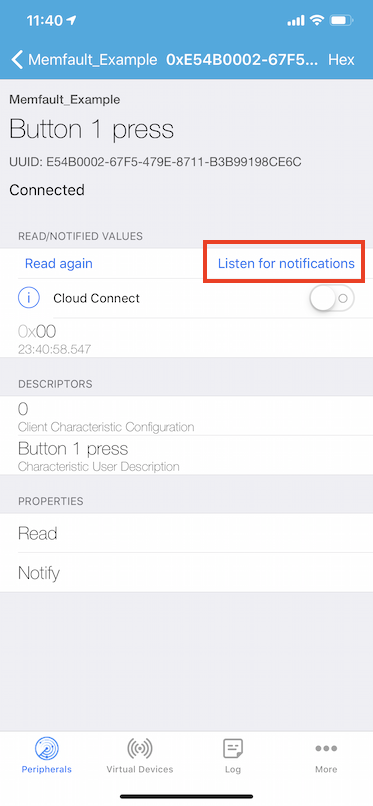 11:40
Memfault_Example 0xE54B0002-67F5... Hex
Memfault_Example
Button 1 press
UUID: E54B0002-67F5-479E-8711-B3B99198CE6C
Connected
READ/NOTIFIED VALUES
Read again Listen for notifications
Cloud Connect
0x00
23:40:58.547
DESCRIPTORS
0
Client Characteristic Configuration
Button 1 press
Characteristic User Description
PROPERTIES
Read
Notify
Peripherals Virtual Devices Log More